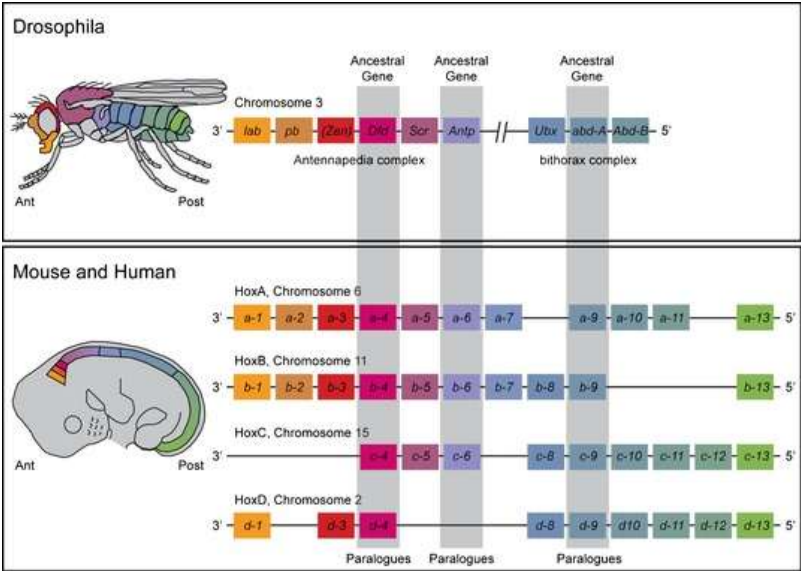 Drosophila
Ancestral Gene
Ancestral Gene
Ancestral Gene
Chromosome 3
3' lab pb (Zen) Dfd Scr Antp // Ubx abd-A Abd-B 5'
Antennapedia complex
bithorax complex
Ant
Post
Mouse and Human
HoxA, Chromosome 6
3' a-1 a-2 a-3 a-4 a-5 a-6 a-7 a-9 a-10 a-11 a-13 5'
HoxB, Chromosome 11
3' b-1 b-2 b-3 b-4 b-5 b-6 b-7 b-8 b-9 b-13 5'
HoxC, Chromosome 15
3' c-4 c-5 c-6 c-8 c-9 c-10 c-11 c-12 c-13 5'
Ant
Post
HoxD, Chromosome 2
3' d-1 d-3 d-4 d-8 d-9 d10 d-11 d-12 d-13 5'
Paralogues
Paralogues
Paralogues